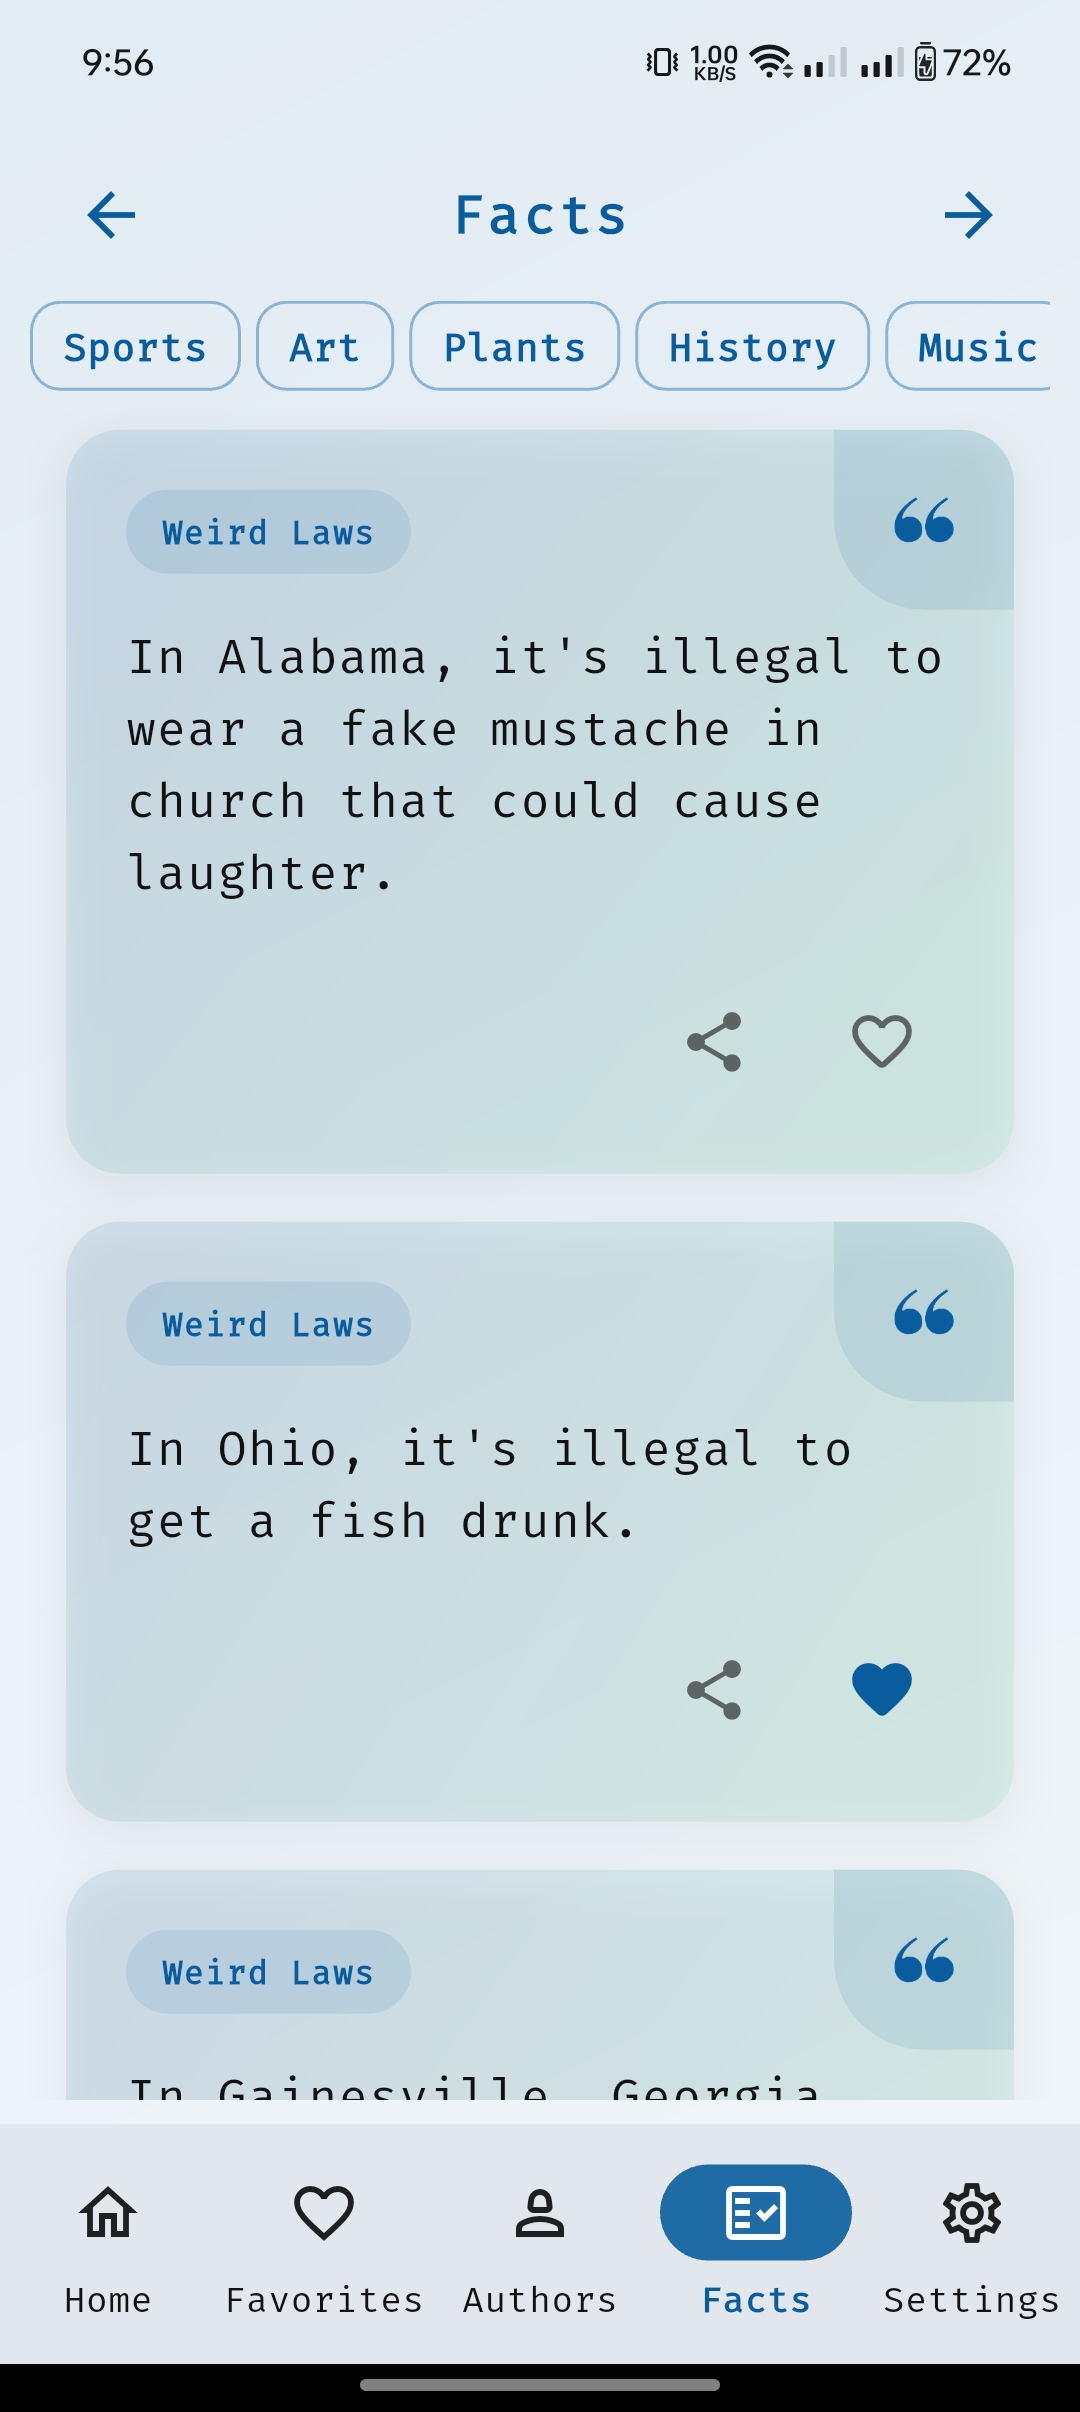 9:56
1.00
KB/S
72%
Facts
Sports Art Plants History Music
Weird Laws
In Alabama, it's illegal to
wear a fake mustache in
church that could cause
laughter.
Weird Laws
In Ohio, it's illegal to
get a fish drunk.
Weird Laws
In Gainesville, Georgia
Home Favorites Authors Facts Settings